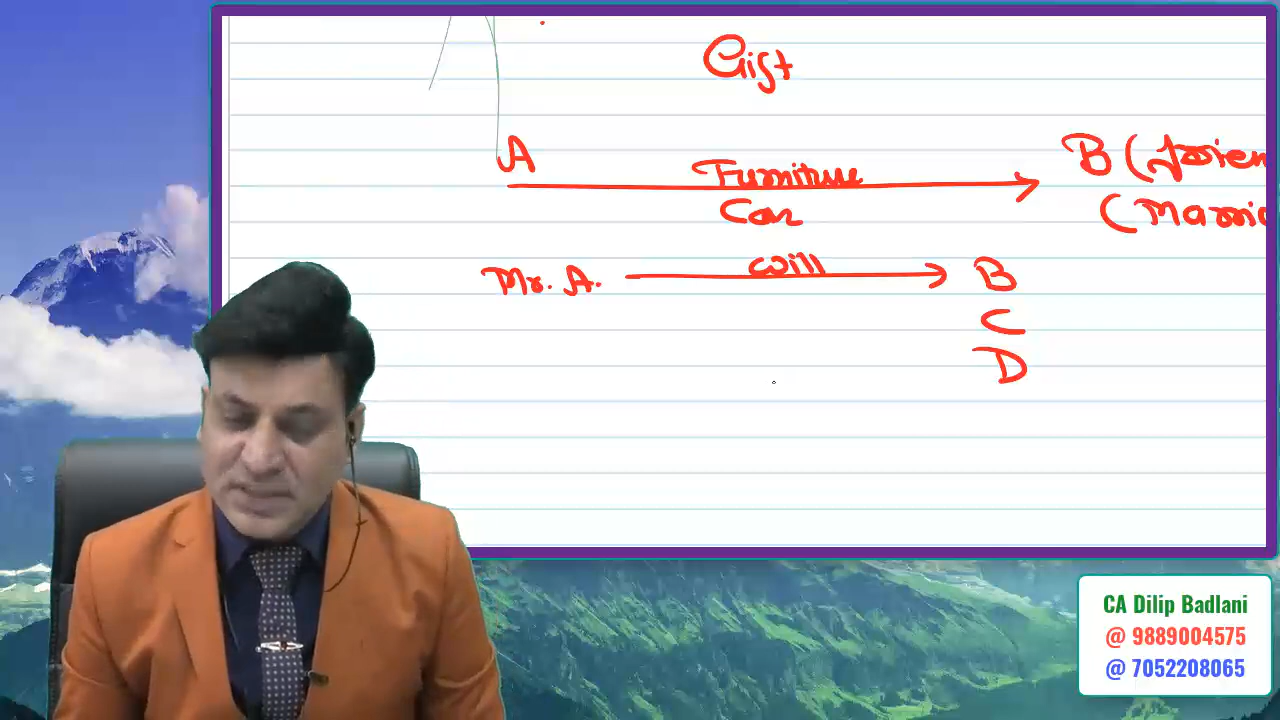 Gift
A Furniture B (
Car (
Mr. A. will B
C
D
CA Dilip Badlani
@ 9889004575
@ 7052208065